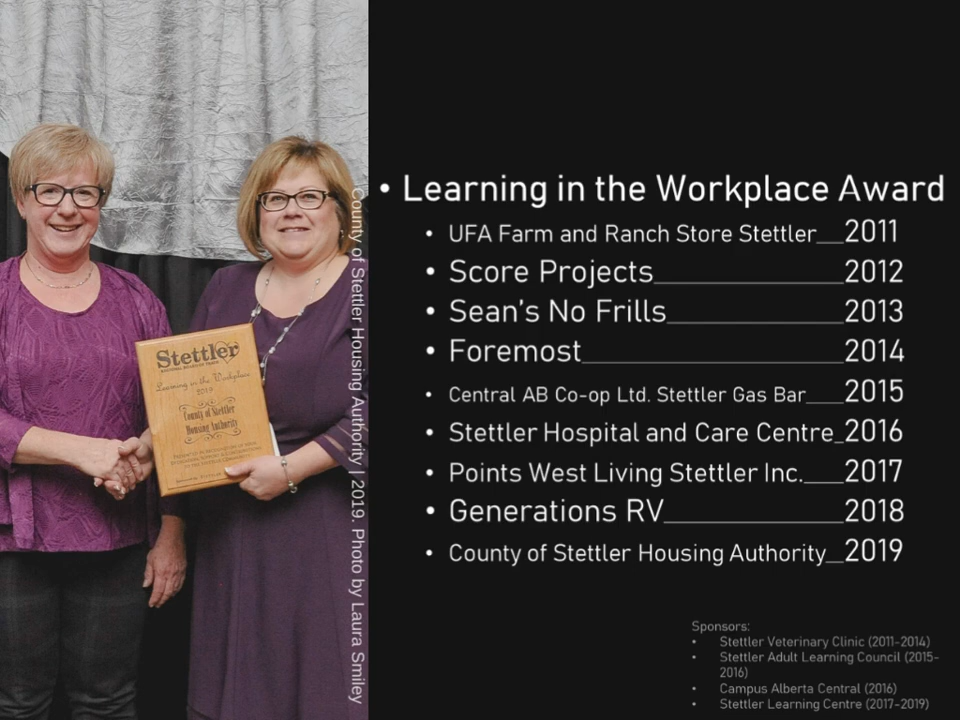 Stettler
Learning in the Workplace
2019
County of Stettler
Housing Authority
County of Stettler Housing Authority | 2019. Photo by Laura Smiley
• Learning in the Workplace Award
• UFA Farm and Ranch Store Stettler__2011
• Score Projects______________2012
• Sean's No Frills_____________2013
• Foremost___________________2014
• Central AB Co-op Ltd. Stettler Gas Bar___2015
• Stettler Hospital and Care Centre_2016
• Points West Living Stettler Inc.___2017
• Generations RV_____________2018
• County of Stettler Housing Authority__2019
Sponsors:
• Stettler Veterinary Clinic (2011-2014)
• Stettler Adult Learning Council (2015-
2016)
• Campus Alberta Central (2016)
• Stettler Learning Centre (2017-2019)